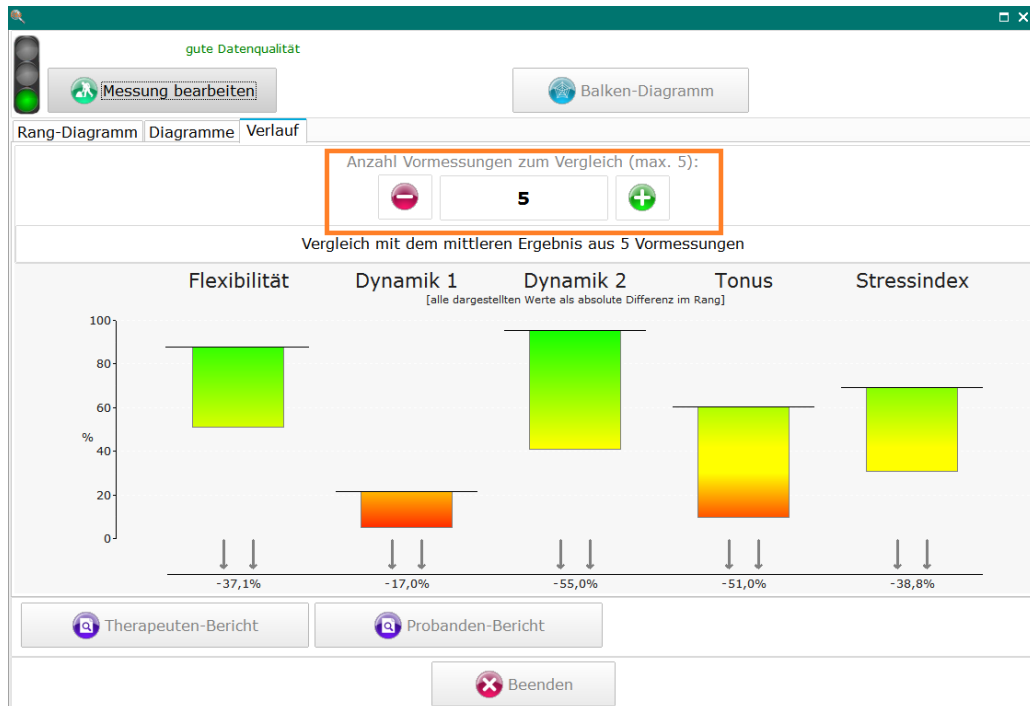 gute Datenqualität
Messung bearbeiten
Balken-Diagramm
Rang-Diagramm Diagramme Verlauf
Anzahl Vormessungen zum Vergleich (max. 5):
5
Vergleich mit dem mittleren Ergebnis aus 5 Vormessungen
Flexibilität Dynamik 1 Dynamik 2 Tonus Stressindex
[alle dargestellten Werte als absolute Differenz im Rang]
100
80
60
%
40
20
0
-37,1% -17,0% -55,0% -51,0% -38,8%
Therapeuten-Bericht Probanden-Bericht
Beenden